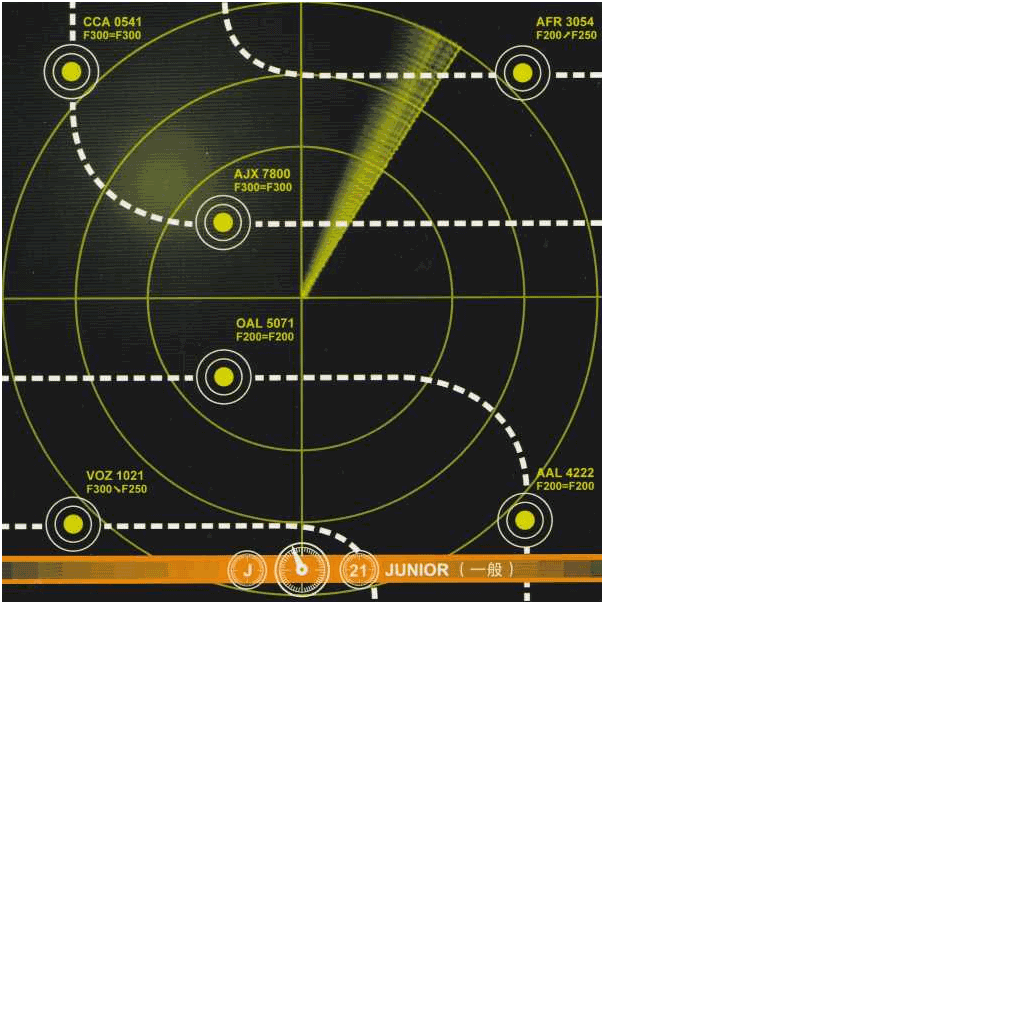 CCA 0541
F300=F300
AFR 3054
F200➚F250
AJX 7800
F300=F300
OAL 5071
F200=F200
VOZ 1021
F300➘F250
AAL 4222
F200=F200
J 21 JUNIOR （一般）